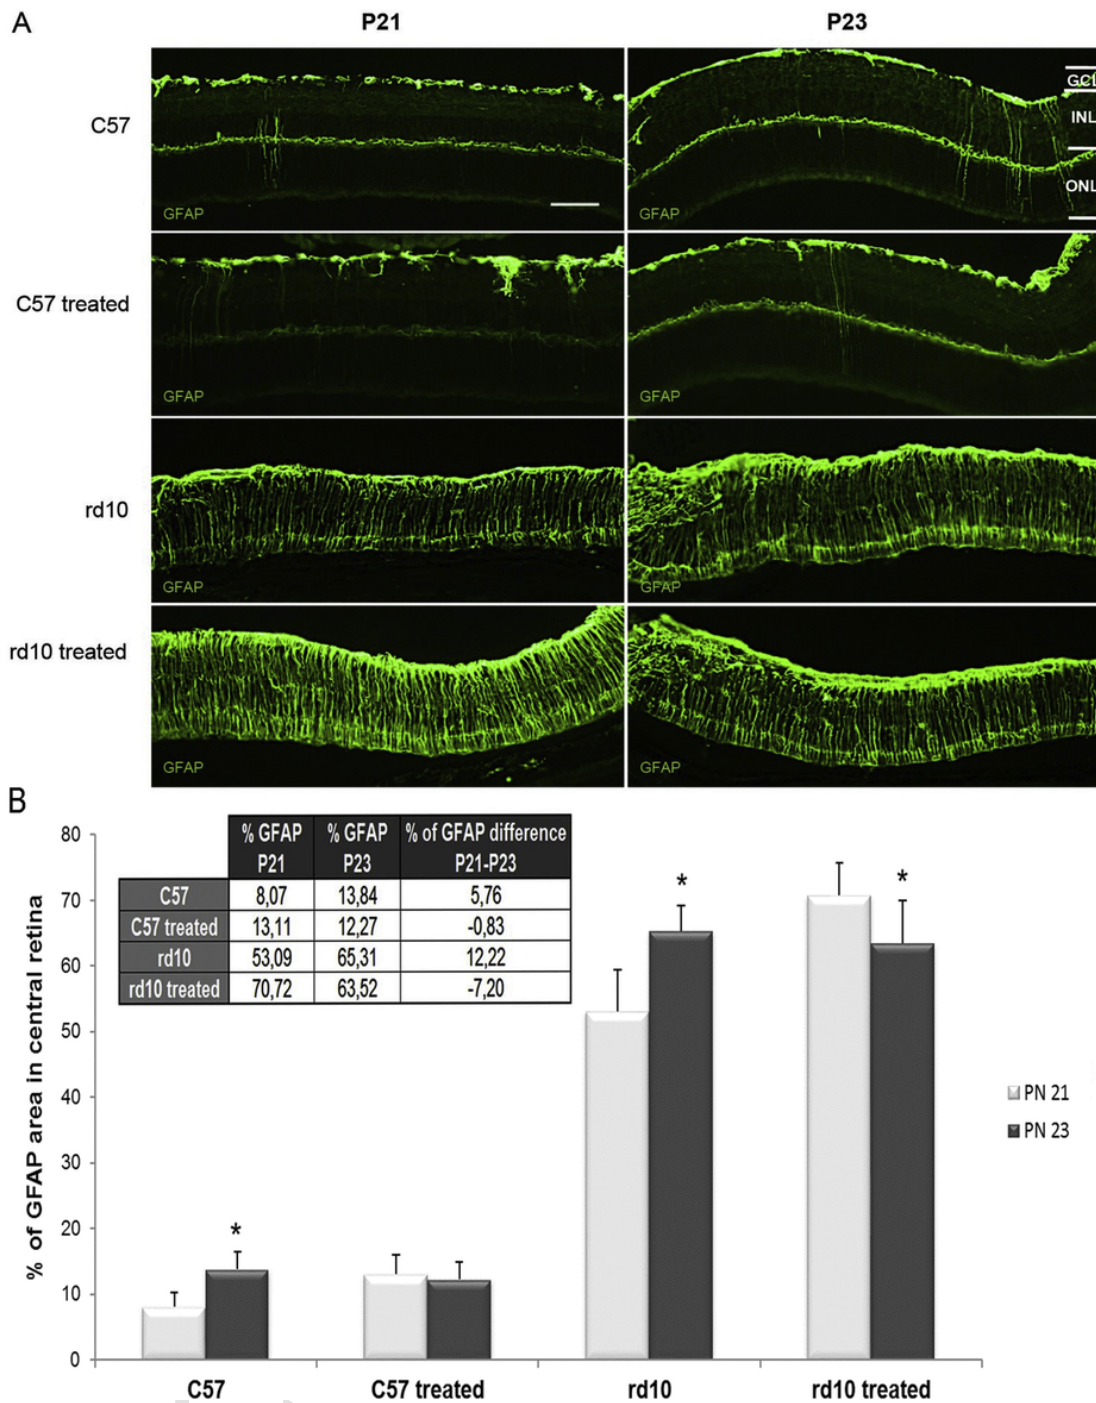 A
P21
P23
C57
GCL
INL
ONL
GFAP
GFAP
C57 treated
GFAP
GFAP
rd10
GFAP
GFAP
rd10 treated
GFAP
GFAP
B
% of GFAP area in central retina
80
70
60
50
40
30
20
10
0
% GFAP % GFAP % of GFAP difference
P21 P23 P21-P23
C57 8,07 13,84 5,76
C57 treated 13,11 12,27 -0,83
rd10 53,09 65,31 12,22
rd10 treated 70,72 63,52 -7,20
*
*
*
PN 21
PN 23
C57 C57 treated rd10 rd10 treated